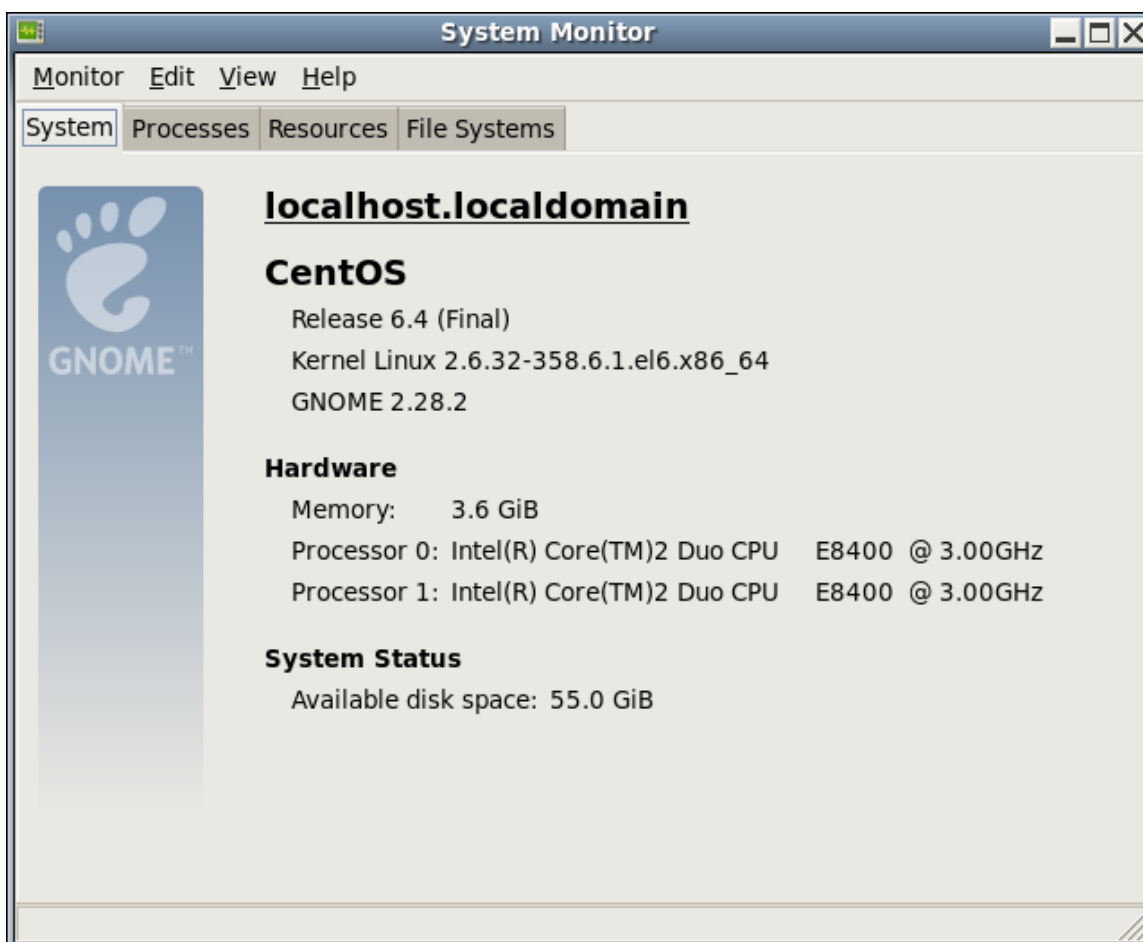 System Monitor
Monitor Edit View Help
System Processes Resources File Systems
GNOME™
localhost.localdomain
CentOS
Release 6.4 (Final)
Kernel Linux 2.6.32-358.6.1.el6.x86_64
GNOME 2.28.2
Hardware
Memory: 3.6 GiB
Processor 0: Intel(R) Core(TM)2 Duo CPU E8400 @ 3.00GHz
Processor 1: Intel(R) Core(TM)2 Duo CPU E8400 @ 3.00GHz
System Status
Available disk space: 55.0 GiB